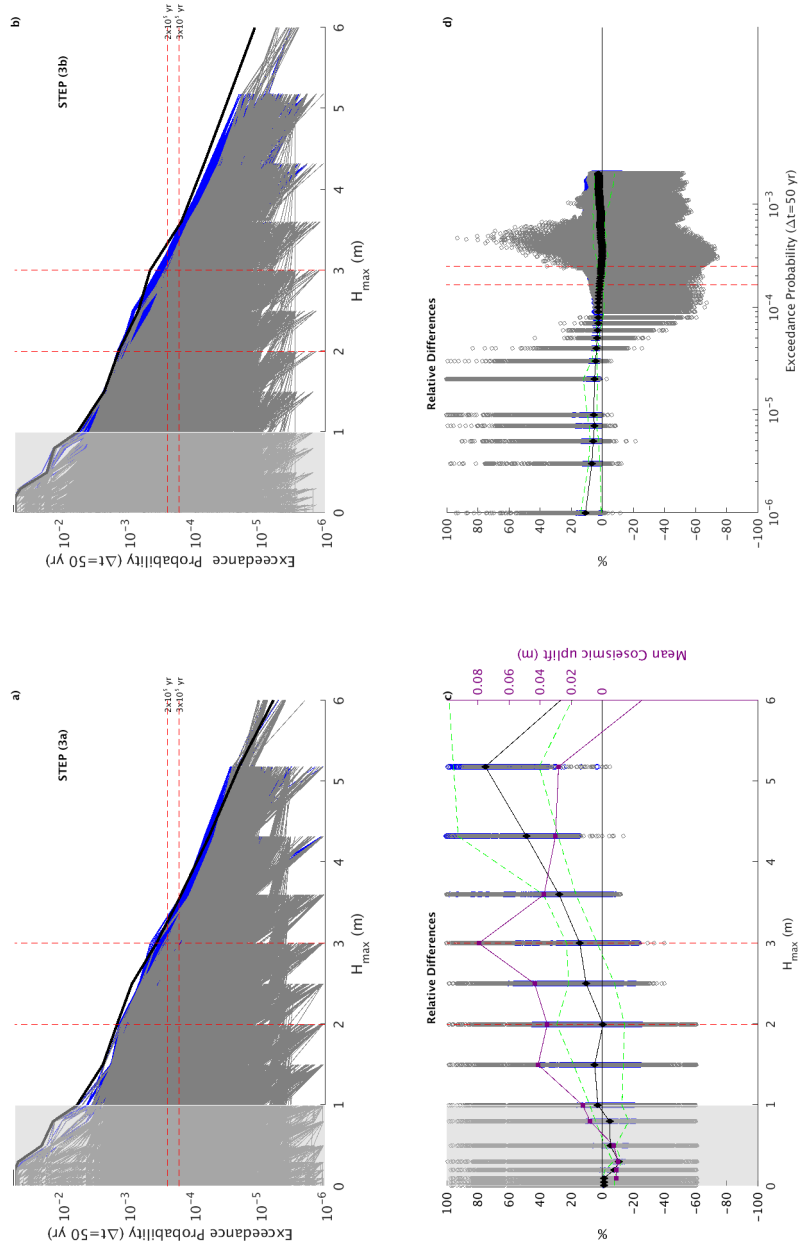 a)
STEP (3a)
2x10⁵ yr
3x10⁵ yr
10⁻²
10⁻³
10⁻⁴
10⁻⁵
10⁻⁶
Exceedance Probability (Δt=50 yr)
0 1 2 3 4 5 6
Hmax (m)
b)
STEP (3b)
2x10⁵ yr
3x10⁵ yr
10⁻²
10⁻³
10⁻⁴
10⁻⁵
10⁻⁶
Exceedance Probability (Δt=50 yr)
0 1 2 3 4 5 6
Hmax (m)
c)
Relative Differences
100
80
60
40
20
0
-20
-40
-60
-80
-100
%
0.08
0.06
0.04
0.02
0
Mean Coseismic uplift (m)
0 1 2 3 4 5 6
Hmax (m)
d)
Relative Differences
100
80
60
40
20
0
-20
-40
-60
-80
-100
%
10⁻⁶ 10⁻⁵ 10⁻⁴ 10⁻³
Exceedance Probability (Δt=50 yr)